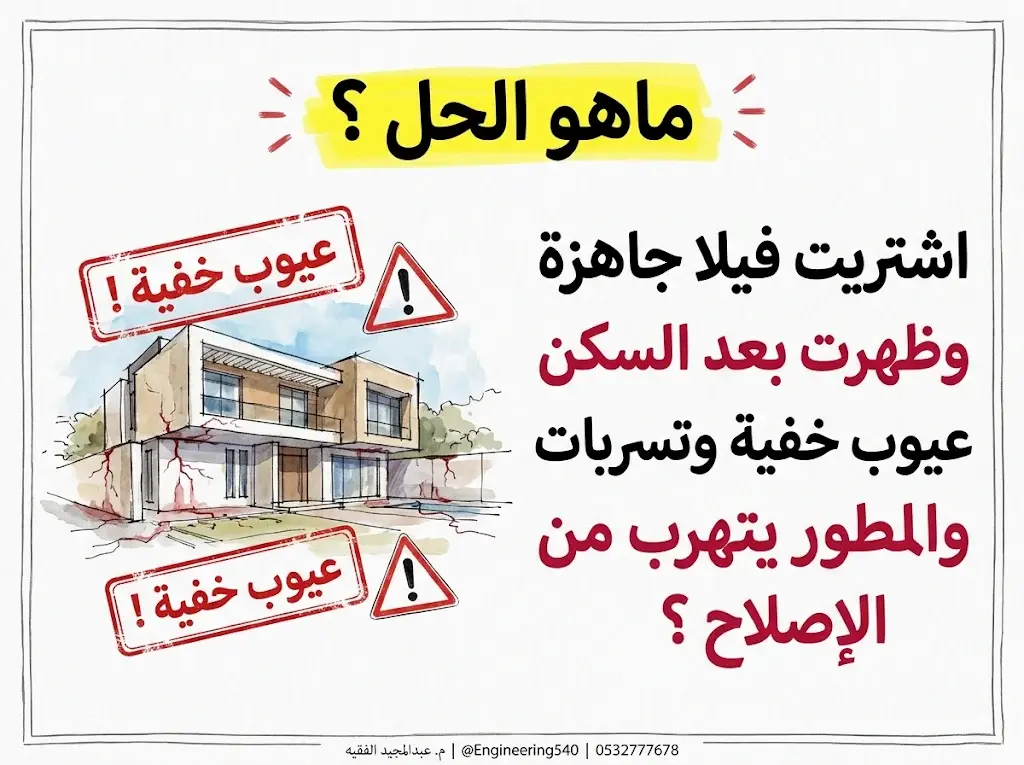 ماهو الحل ؟
عيوب خفية !
اشتريت فيلا جاهزة
وظهرت بعد السكن
عيوب خفية وتسربات
والمطور يتهرب من
الإصلاح ؟
عيوب خفية !
م. عبدالمجيد الفقيه | @Engineering540 | 0532777678